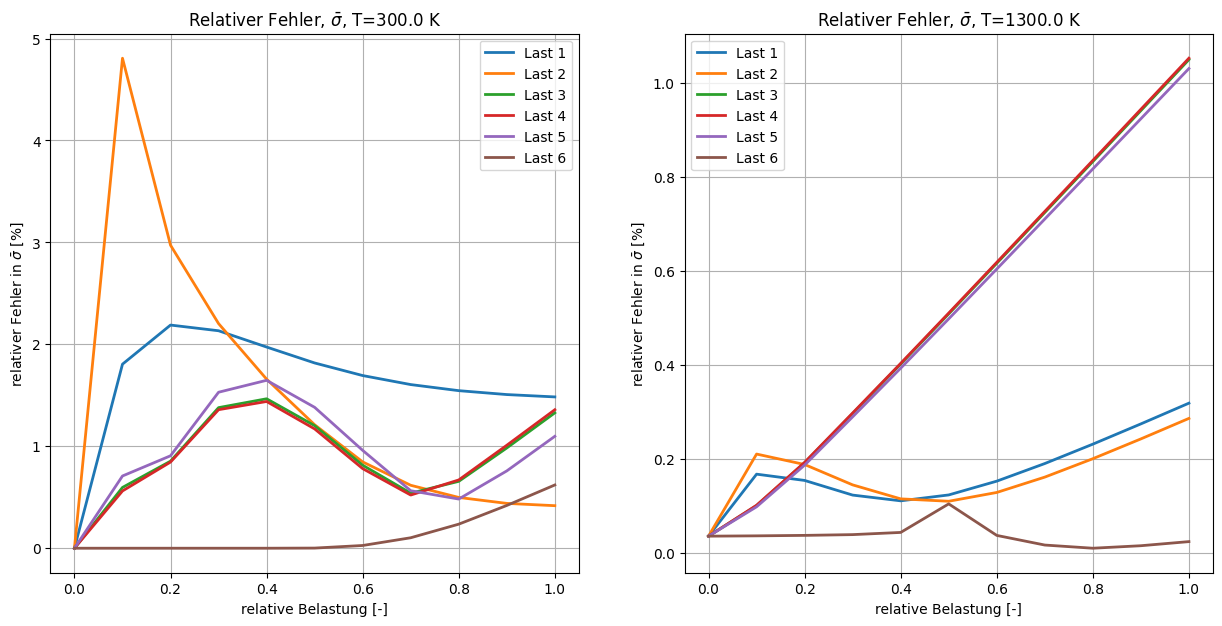 Relativer Fehler, σ̄, T=300.0 K
relativer Fehler in σ̄ [%]
5
4
3
2
1
0
Last 1
Last 2
Last 3
Last 4
Last 5
Last 6
0.0 0.2 0.4 0.6 0.8 1.0
relative Belastung [-]
Relativer Fehler, σ̄, T=1300.0 K
relativer Fehler in σ̄ [%]
1.0
0.8
0.6
0.4
0.2
0.0
Last 1
Last 2
Last 3
Last 4
Last 5
Last 6
0.0 0.2 0.4 0.6 0.8 1.0
relative Belastung [-]